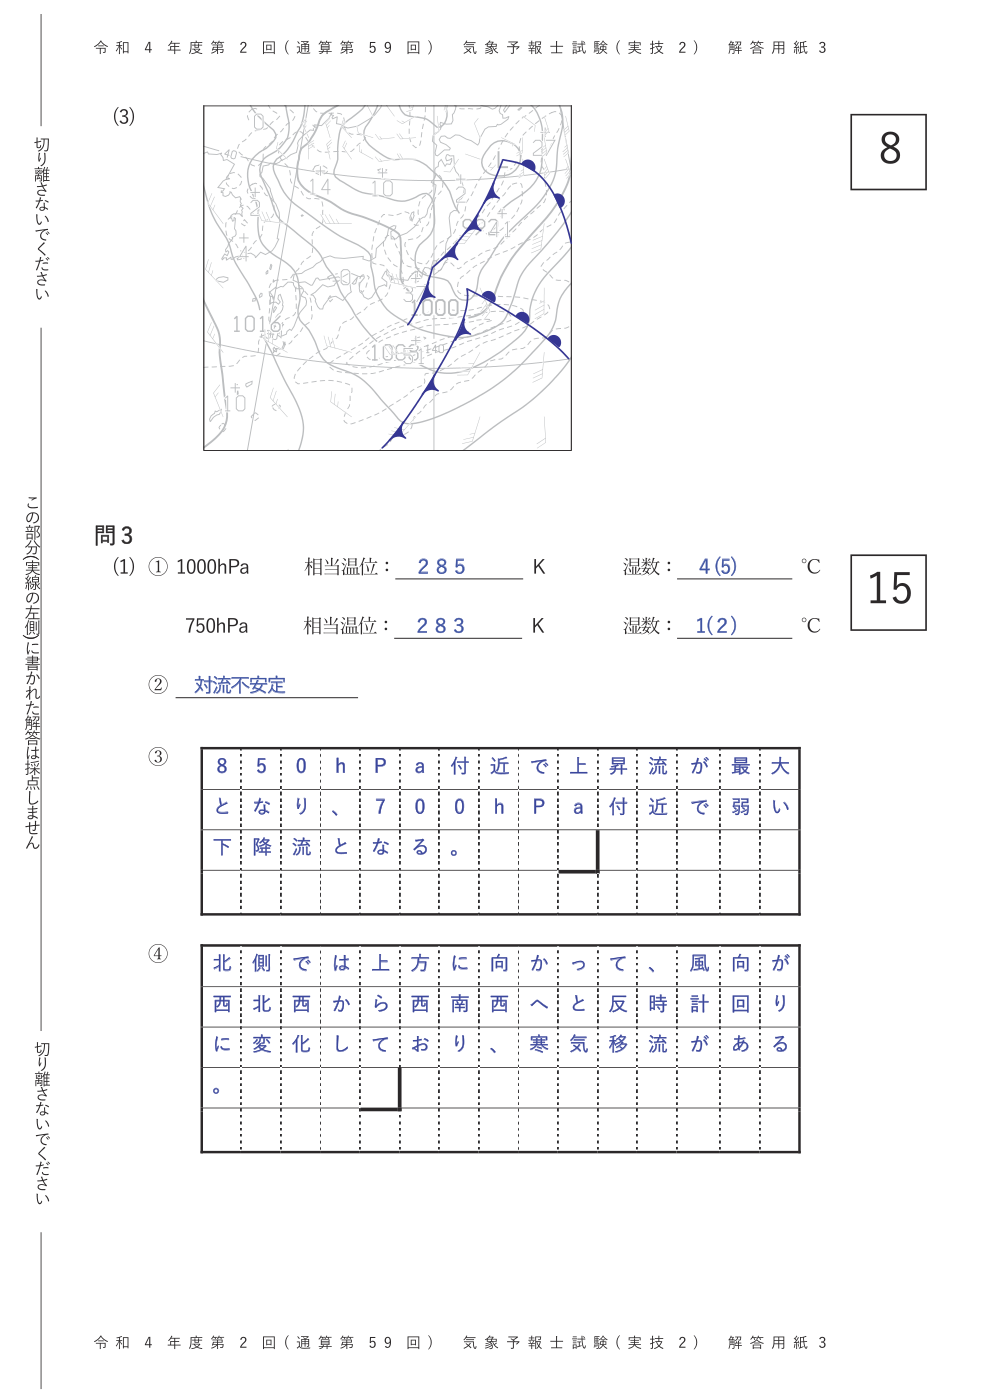 令和4年度第2回(通算第59回) 気象予報士試験(実技2) 解答用紙3
切り離さないでください
この部分(実線の左側)に書かれた解答は採点しません
切り離さないでください
(3)
8
0
40
14
10
27
12
2
4
41
0
1000
1016
1003
140
10
問3
(1) ① 1000hPa 相当温位: 285 K 湿数: 4(5) ℃
15
750hPa 相当温位: 283 K 湿数: 1(2) ℃
② 対流不安定
③ 850hPa付近で上昇流が最大
となり、700hPa付近で弱い
下降流となる。
④ 北側では上方に向かって、風向が
西北西から西南西へと反時計回り
に変化しており、寒気移流がある
。
令和4年度第2回(通算第59回) 気象予報士試験(実技2) 解答用紙3